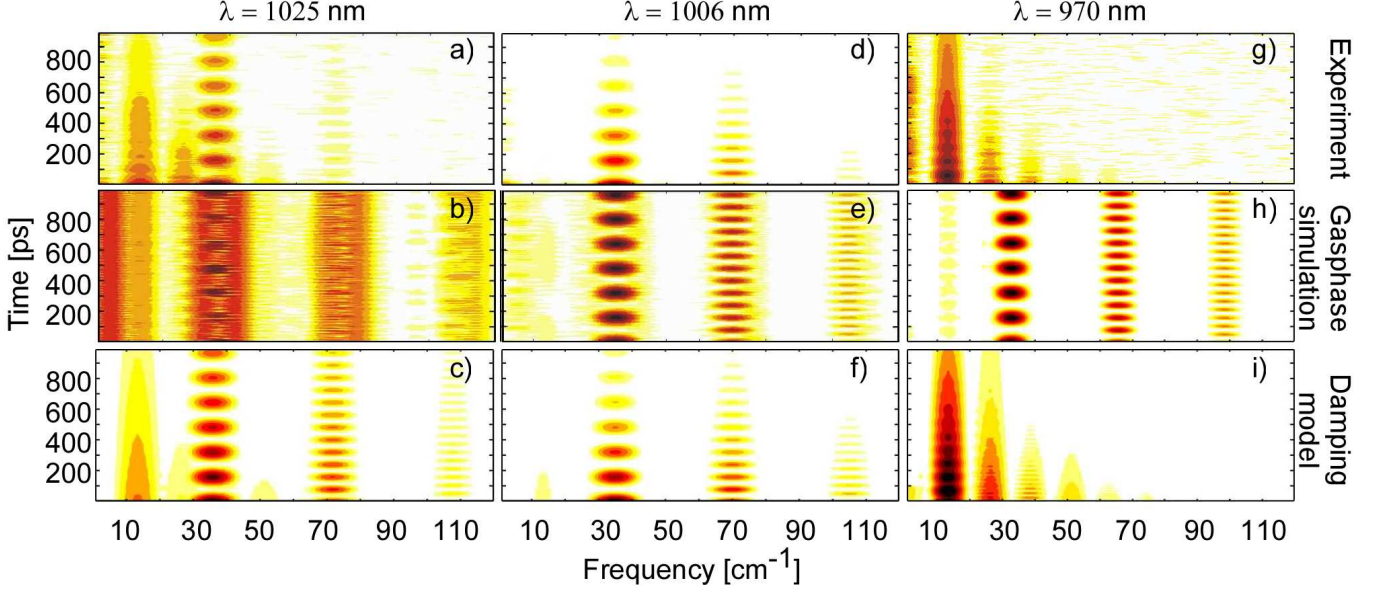 λ = 1025 nm λ = 1006 nm λ = 970 nm
a) d) g)
800
600
400
200
Experiment
b) e) h)
800
600
400
200
Gasphase
simulation
c) f) i)
800
600
400
200
Damping
model
Time [ps]
10 30 50 70 90 110 10 30 50 70 90 110 10 30 50 70 90 110
Frequency [cm-1]